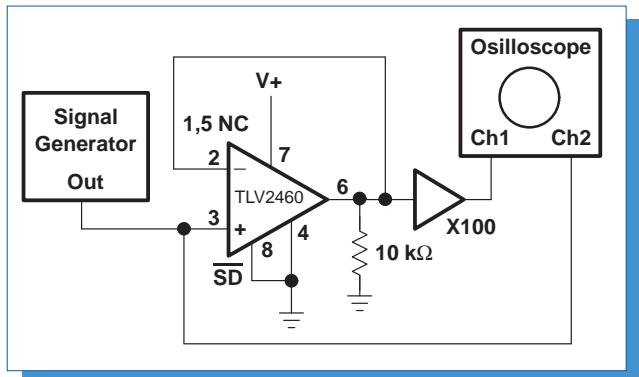 Osilloscope
Ch1 Ch2
Signal
Generator
Out
V+
1,5 NC
2
7
−
TLV2460
6
3
+
4
8
SD
10 kΩ
X100